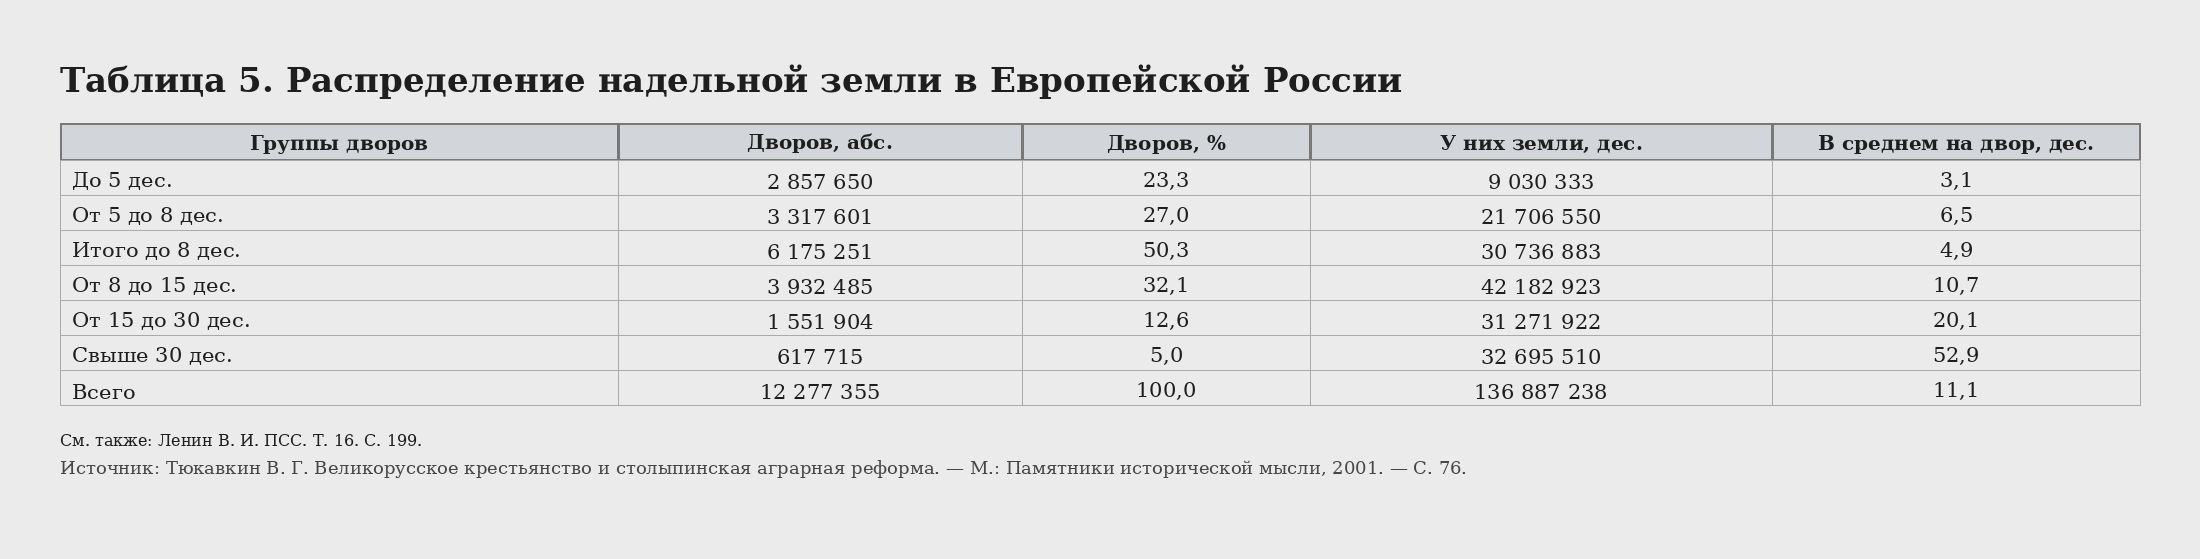 Таблица 5. Распределение надельной земли в Европейской России
Группы дворов Дворов, абс. Дворов, % У них земли, дес. В среднем на двор, дес.
До 5 дес. 2 857 650 23,3 9 030 333 3,1
От 5 до 8 дес. 3 317 601 27,0 21 706 550 6,5
Итого до 8 дес. 6 175 251 50,3 30 736 883 4,9
От 8 до 15 дес. 3 932 485 32,1 42 182 923 10,7
От 15 до 30 дес. 1 551 904 12,6 31 271 922 20,1
Свыше 30 дес. 617 715 5,0 32 695 510 52,9
Всего 12 277 355 100,0 136 887 238 11,1
См. также: Ленин В. И. ПСС. Т. 16. С. 199.
Источник: Тюкавкин В. Г. Великорусское крестьянство и столыпинская аграрная реформа. — М.: Памятники исторической мысли, 2001. — С. 76.